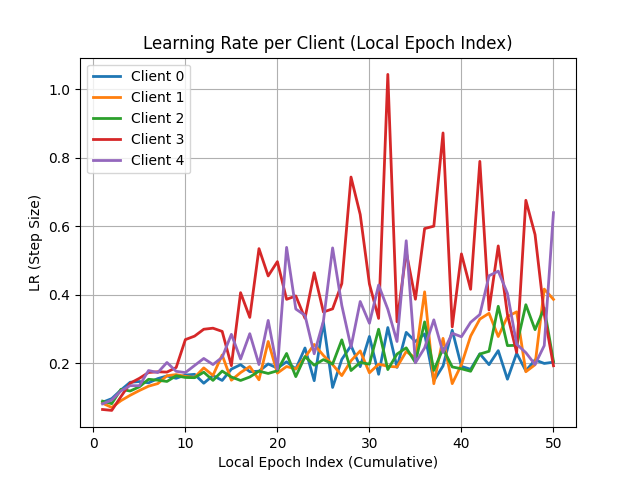 Learning Rate per Client (Local Epoch Index)
Client 0
Client 1
Client 2
Client 3
Client 4
LR (Step Size)
1.0
0.8
0.6
0.4
0.2
0 10 20 30 40 50
Local Epoch Index (Cumulative)